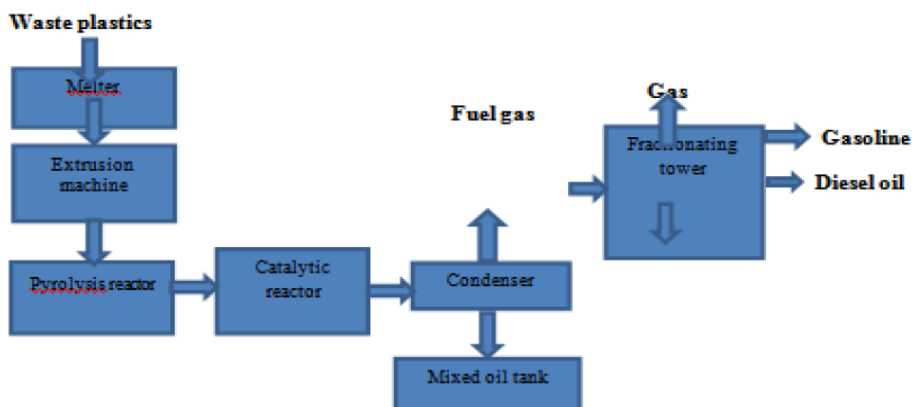 Waste plastics
Melter
Extrusion
machine
Pyrolysis reactor
Catalytic
reactor
Condenser
Mixed oil tank
Fuel gas
Gas
Fractionating
tower
Gasoline
Diesel oil